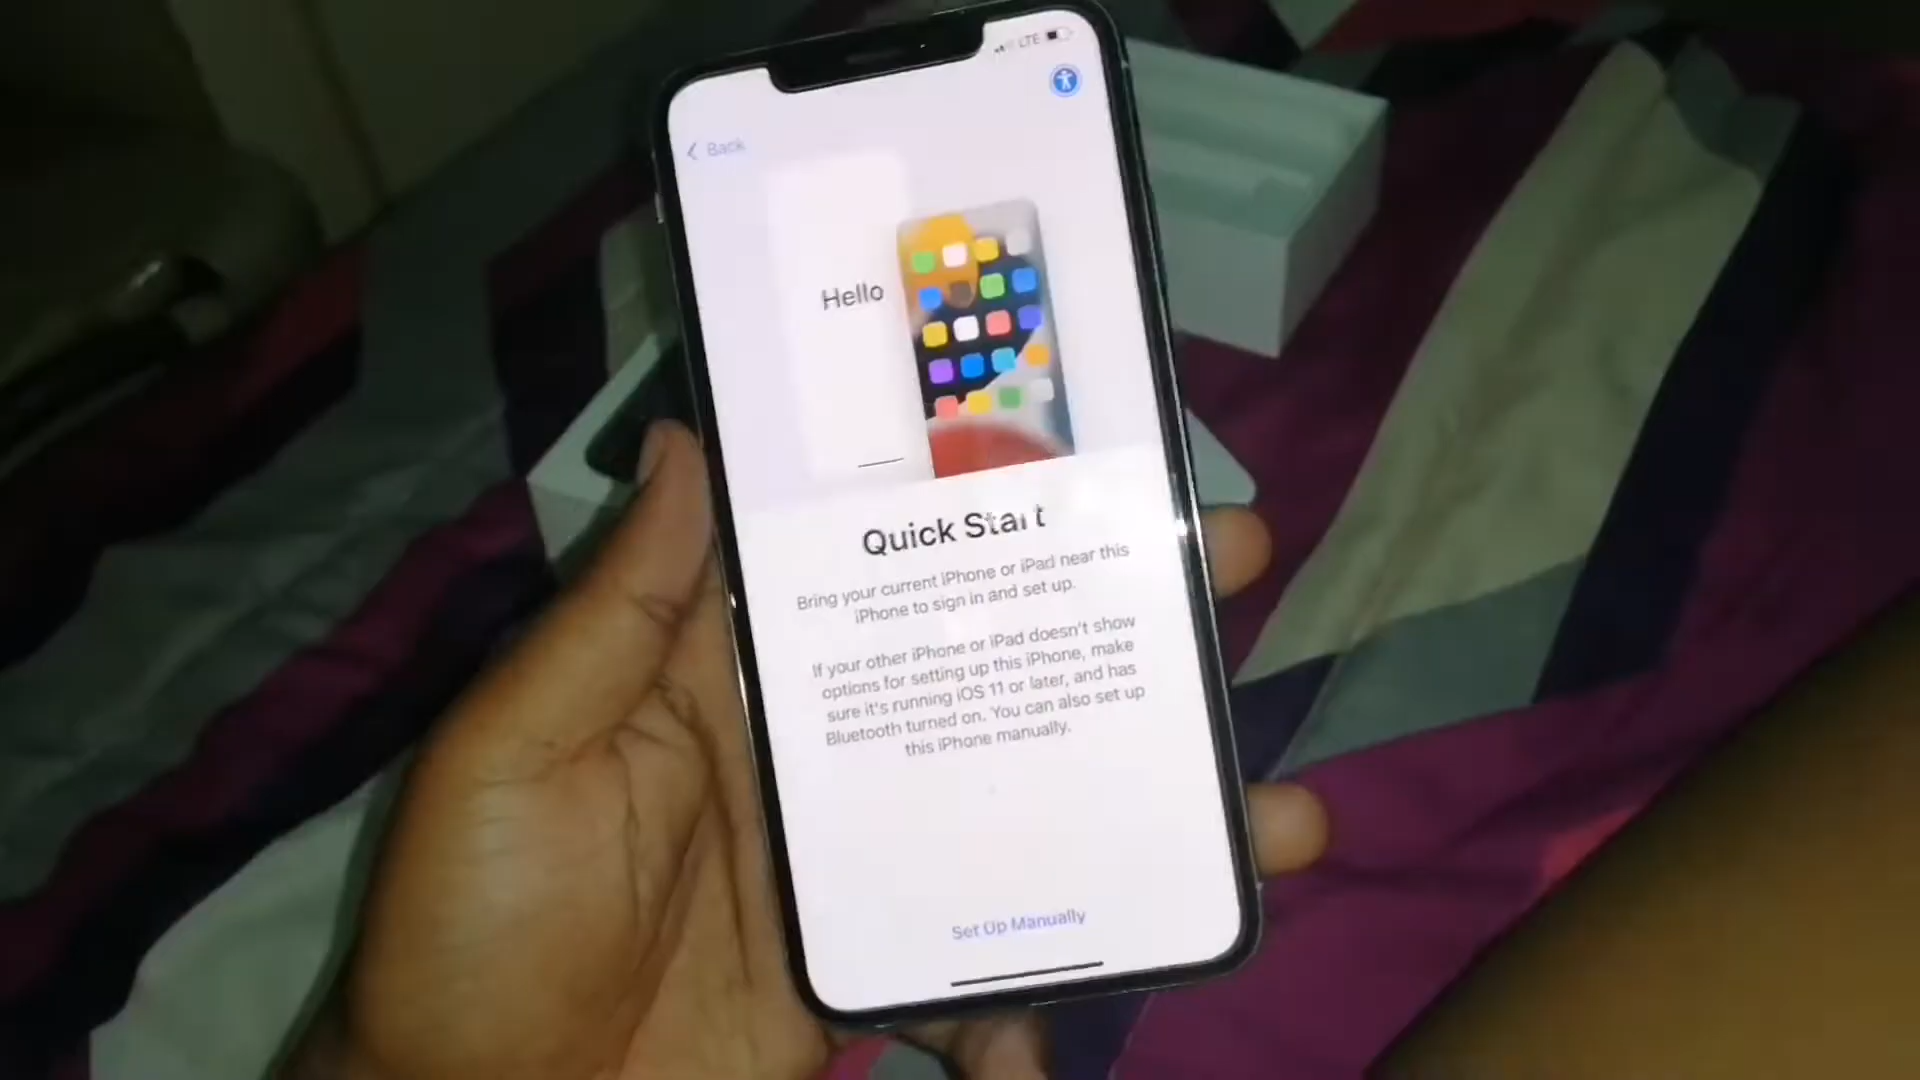 LTE
Back
Hello
Quick Start
Bring your current iPhone or iPad near this
iPhone to sign in and set up.
If your other iPhone or iPad doesn't show
options for setting up this iPhone, make
sure it's running iOS 11 or later, and has
Bluetooth turned on. You can also set up
this iPhone manually.
Set Up Manually